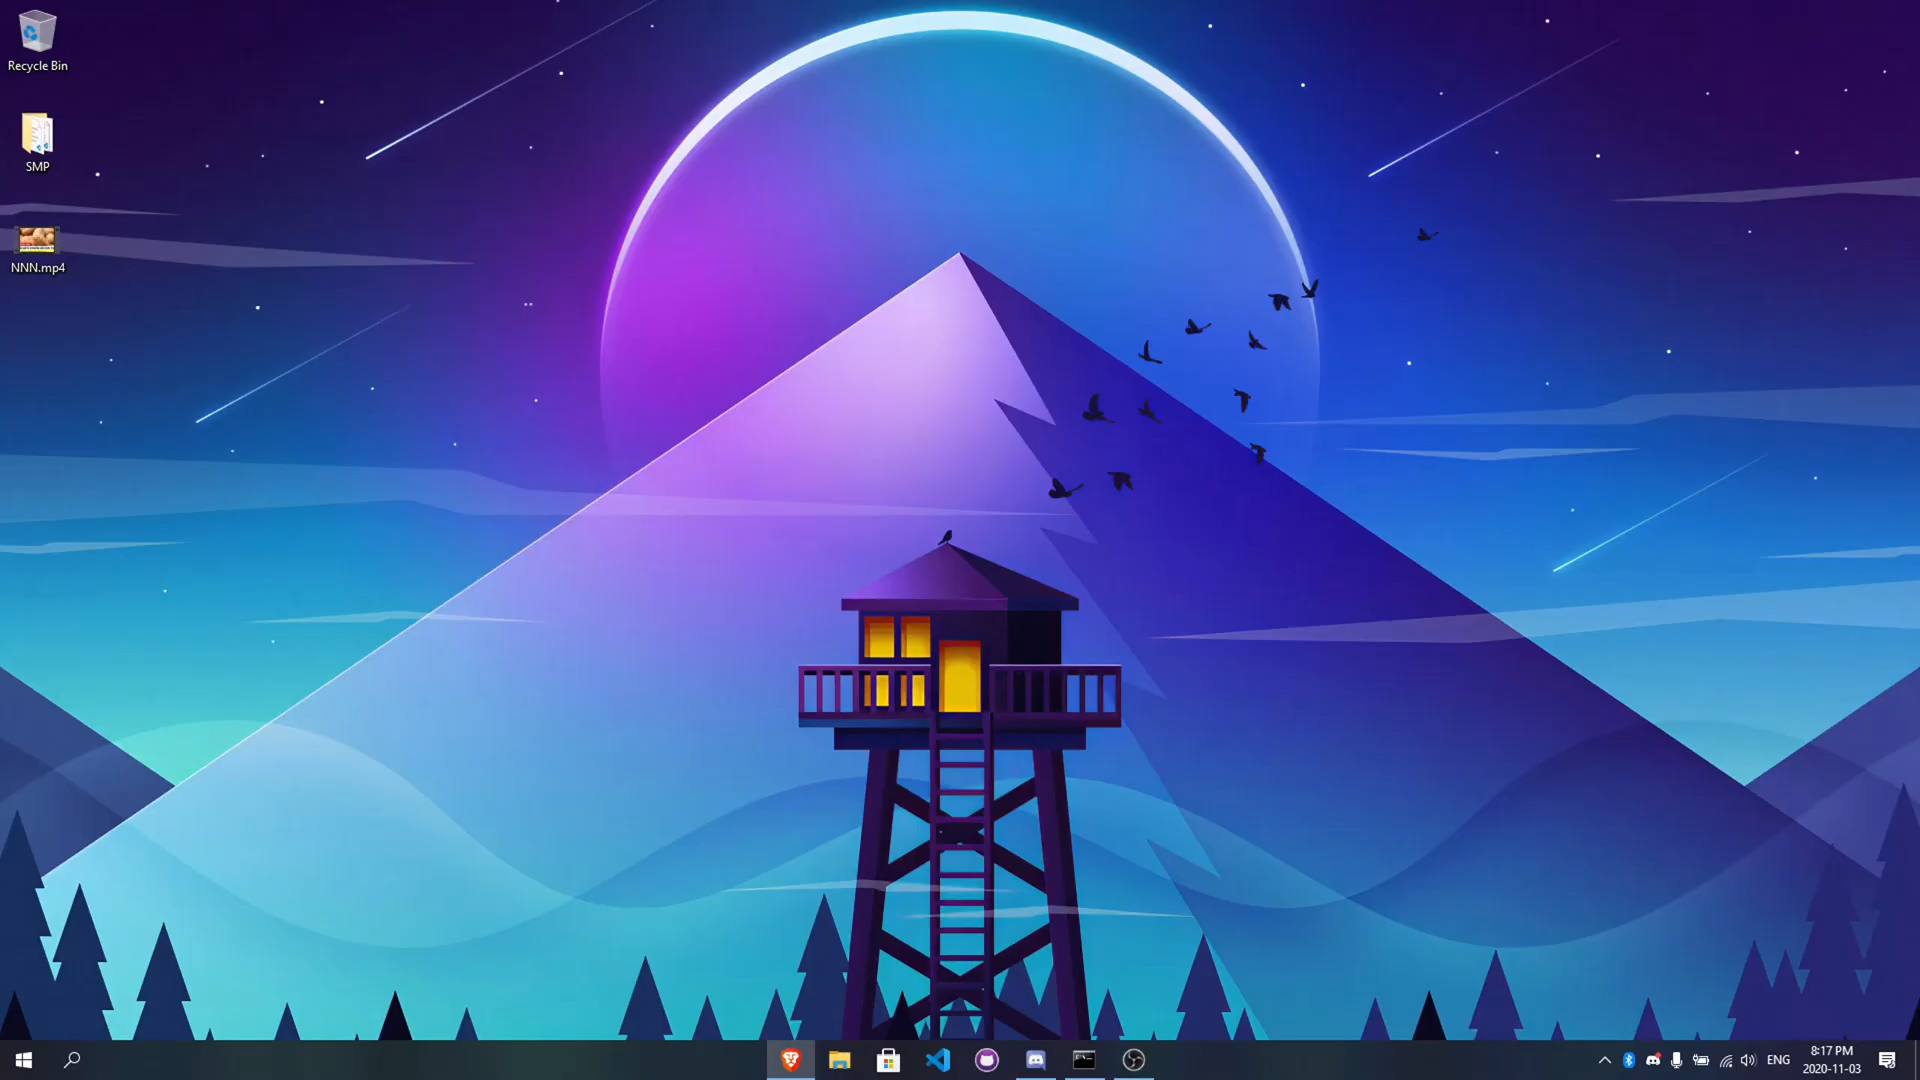 Recycle Bin
SMP
NNN.mp4
ENG
8:17 PM
2020-11-03